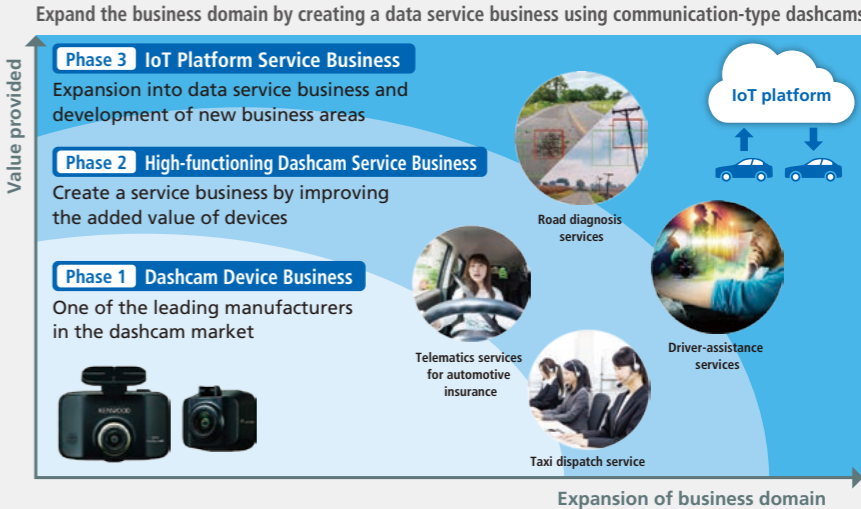 Expand the business domain by creating a data service business using communication-type dashcams
Value provided
Phase 3 IoT Platform Service Business
Expansion into data service business and
development of new business areas
IoT platform
Phase 2 High-functioning Dashcam Service Business
Create a service business by improving
the added value of devices
Road diagnosis
services
Phase 1 Dashcam Device Business
One of the leading manufacturers
in the dashcam market
Telematics services
for automotive
insurance
Driver-assistance
services
KENWOOD
Taxi dispatch service
Expansion of business domain